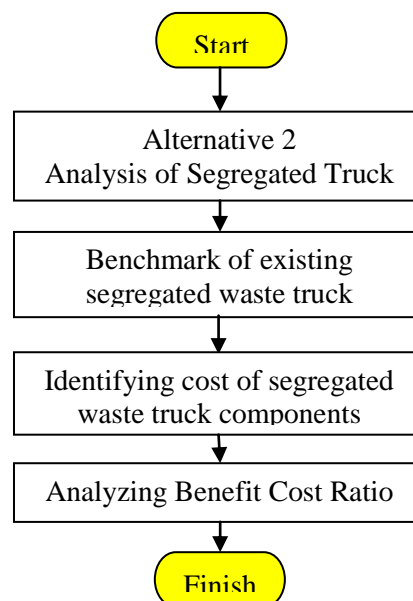 Start
Alternative 2
Analysis of Segregated Truck
Benchmark of existing
segregated waste truck
Identifying cost of segregated
waste truck components
Analyzing Benefit Cost Ratio
Finish